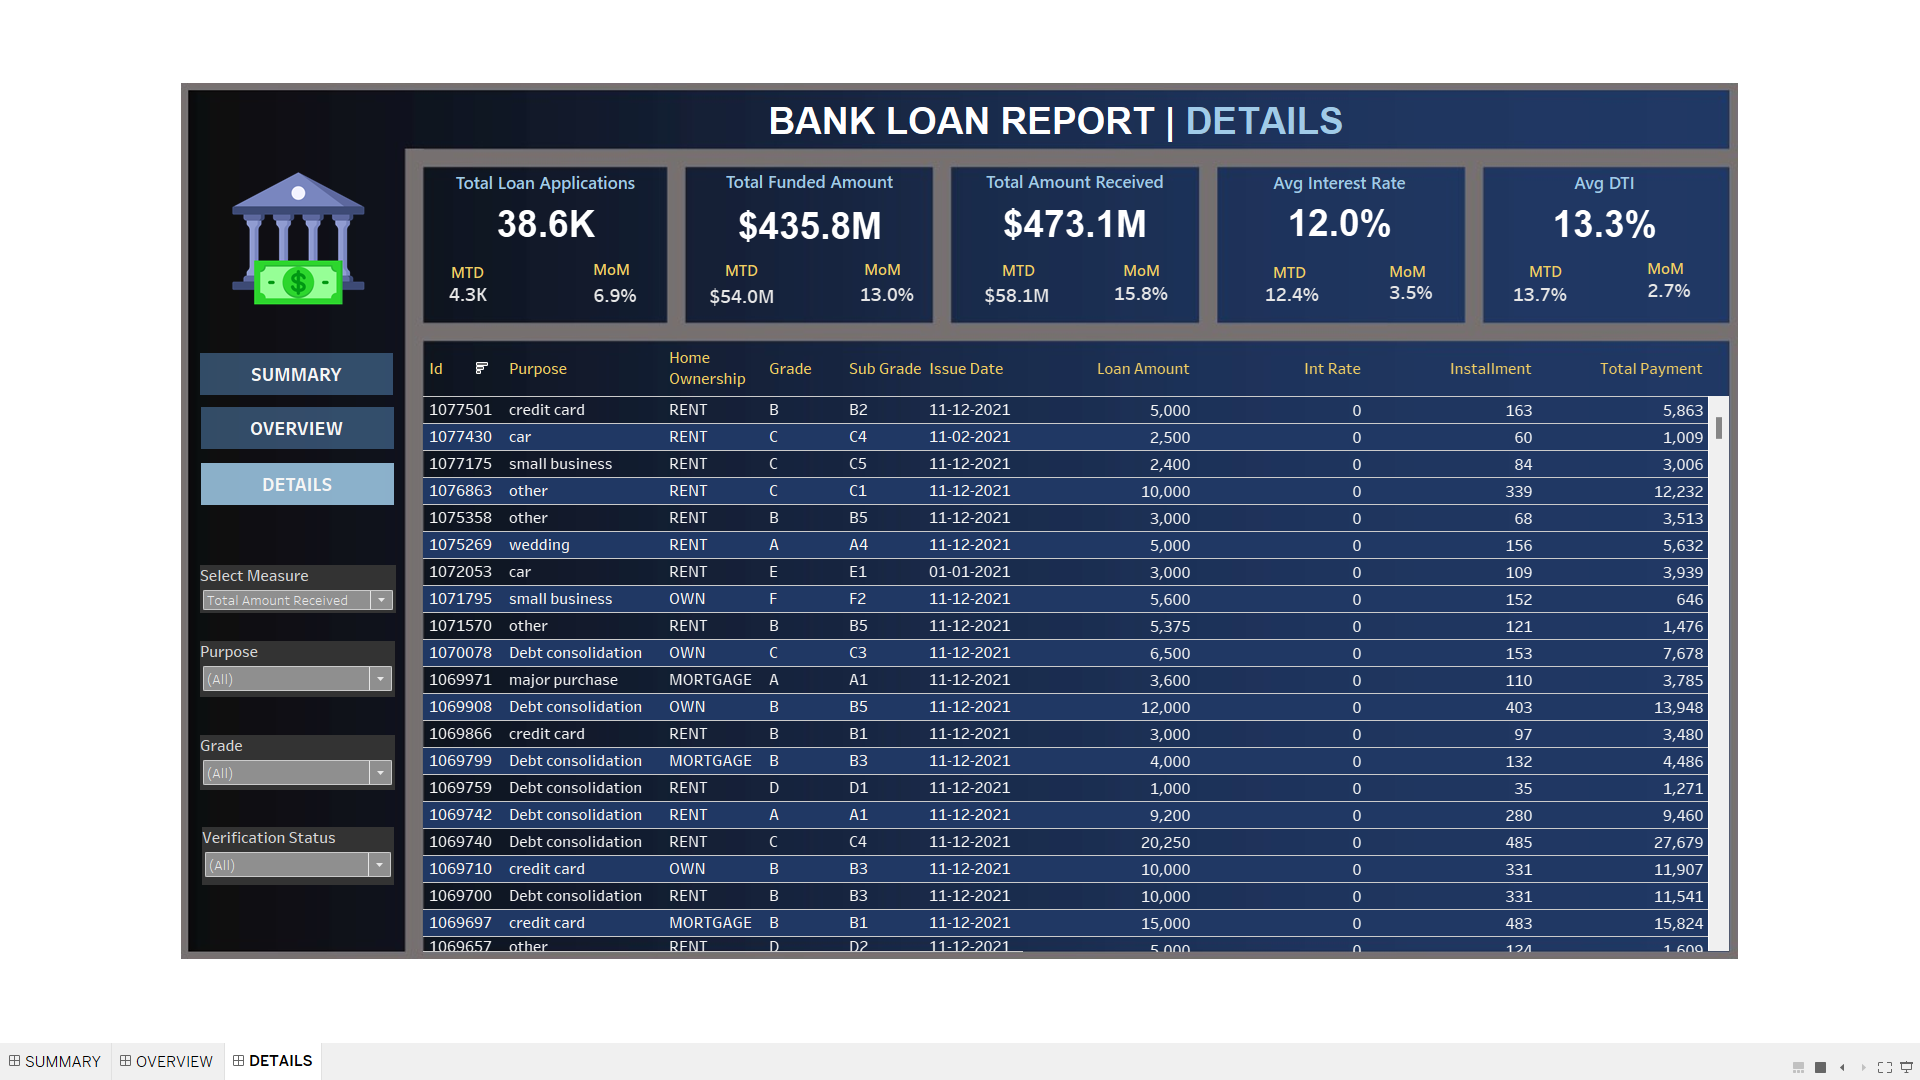 BANK LOAN REPORT | DETAILS
Total Loan Applications
38.6K
MTD MoM
4.3K 6.9%
Total Funded Amount
$435.8M
MTD MoM
$54.0M 13.0%
Total Amount Received
$473.1M
MTD MoM
$58.1M 15.8%
Avg Interest Rate
12.0%
MTD MoM
12.4% 3.5%
Avg DTI
13.3%
MTD MoM
13.7% 2.7%
SUMMARY
OVERVIEW
DETAILS
Select Measure
Total Amount Received
Purpose
(All)
Grade
(All)
Verification Status
(All)
Id Purpose Home Ownership Grade Sub Grade Issue Date Loan Amount Int Rate Installment Total Payment
1077501 credit card RENT B B2 11-12-2021 5,000 0 163 5,863
1077430 car RENT C C4 11-02-2021 2,500 0 60 1,009
1077175 small business RENT C C5 11-12-2021 2,400 0 84 3,006
1076863 other RENT C C1 11-12-2021 10,000 0 339 12,232
1075358 other RENT B B5 11-12-2021 3,000 0 68 3,513
1075269 wedding RENT A A4 11-12-2021 5,000 0 156 5,632
1072053 car RENT E E1 01-01-2021 3,000 0 109 3,939
1071795 small business OWN F F2 11-12-2021 5,600 0 152 646
1071570 other RENT B B5 11-12-2021 5,375 0 121 1,476
1070078 Debt consolidation OWN C C3 11-12-2021 6,500 0 153 7,678
1069971 major purchase MORTGAGE A A1 11-12-2021 3,600 0 110 3,785
1069908 Debt consolidation OWN B B5 11-12-2021 12,000 0 403 13,948
1069866 credit card RENT B B1 11-12-2021 3,000 0 97 3,480
1069799 Debt consolidation MORTGAGE B B3 11-12-2021 4,000 0 132 4,486
1069759 Debt consolidation RENT D D1 11-12-2021 1,000 0 35 1,271
1069742 Debt consolidation RENT A A1 11-12-2021 9,200 0 280 9,460
1069740 Debt consolidation RENT C C4 11-12-2021 20,250 0 485 27,679
1069710 credit card OWN B B3 11-12-2021 10,000 0 331 11,907
1069700 Debt consolidation RENT B B3 11-12-2021 10,000 0 331 11,541
1069697 credit card MORTGAGE B B1 11-12-2021 15,000 0 483 15,824
1069657 other RENT D D2 11-12-2021 5,000 0 124 1,609
SUMMARY OVERVIEW DETAILS